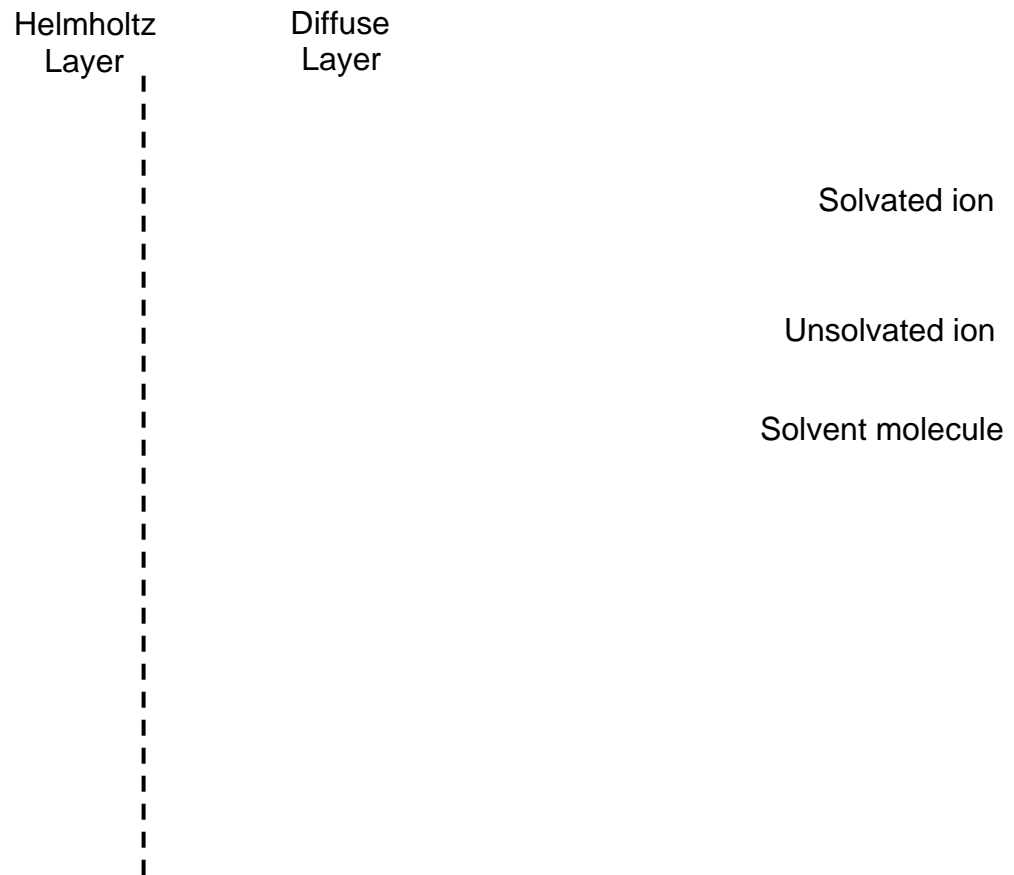 Helmholtz
Layer
Diffuse
Layer
Solvated ion
Unsolvated ion
Solvent molecule